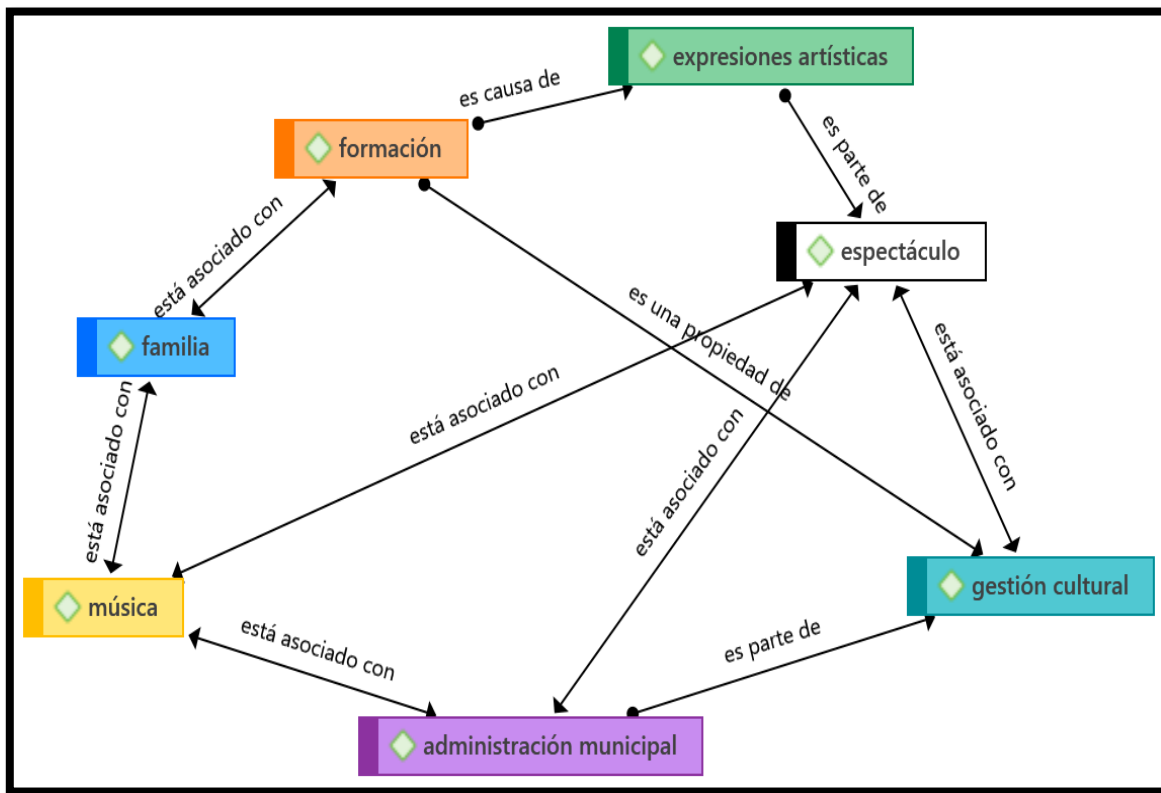 expresiones artísticas
es causa de
formación
es parte de
está asociado con
espectáculo
es una propiedad de
familia
está asociado con
está asociado con
está asociado con
está asociado con
música
gestión cultural
está asociado con
es parte de
administración municipal